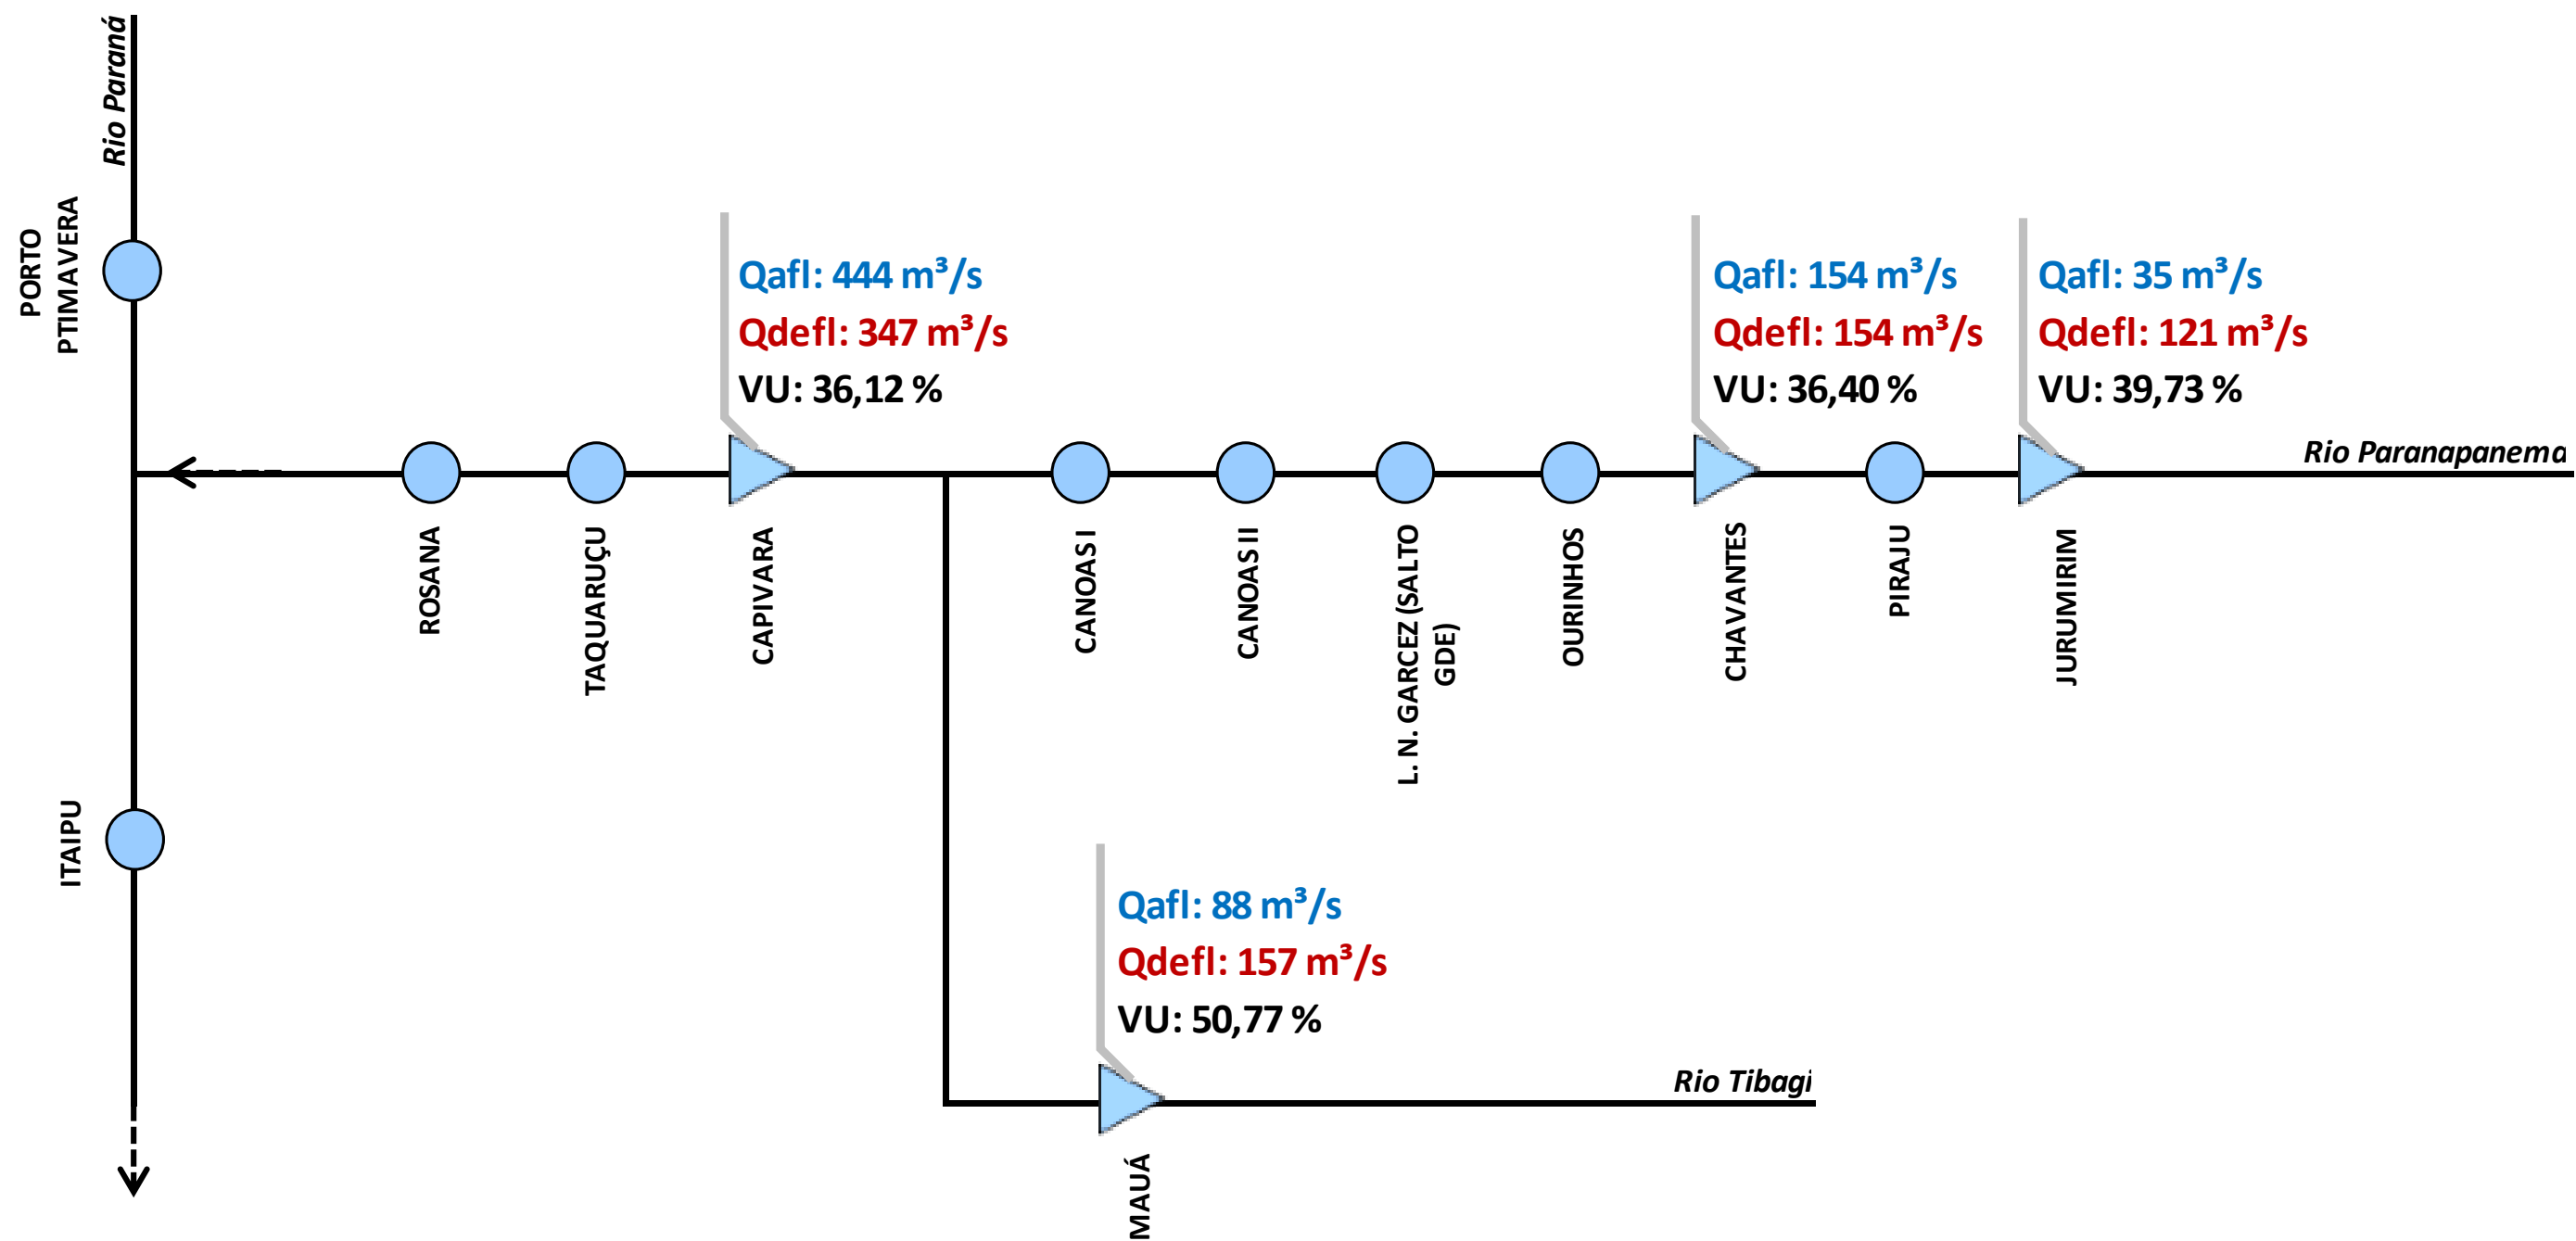 Rio Paraná
PORTO
PTIMAVERA
Qafl: 444 m³/s
Qdefl: 347 m³/s
VU: 36,12 %
Qafl: 154 m³/s
Qdefl: 154 m³/s
VU: 36,40 %
Qafl: 35 m³/s
Qdefl: 121 m³/s
VU: 39,73 %
Rio Paranapanema
ROSANA
TAQUARUÇU
CAPIVARA
CANOAS I
CANOAS II
L. N. GARCEZ (SALTO
GDE)
OURINHOS
CHAVANTES
PIRAJU
JURUMIRIM
ITAIPU
Qafl: 88 m³/s
Qdefl: 157 m³/s
VU: 50,77 %
Rio Tibagi
MAUÁ